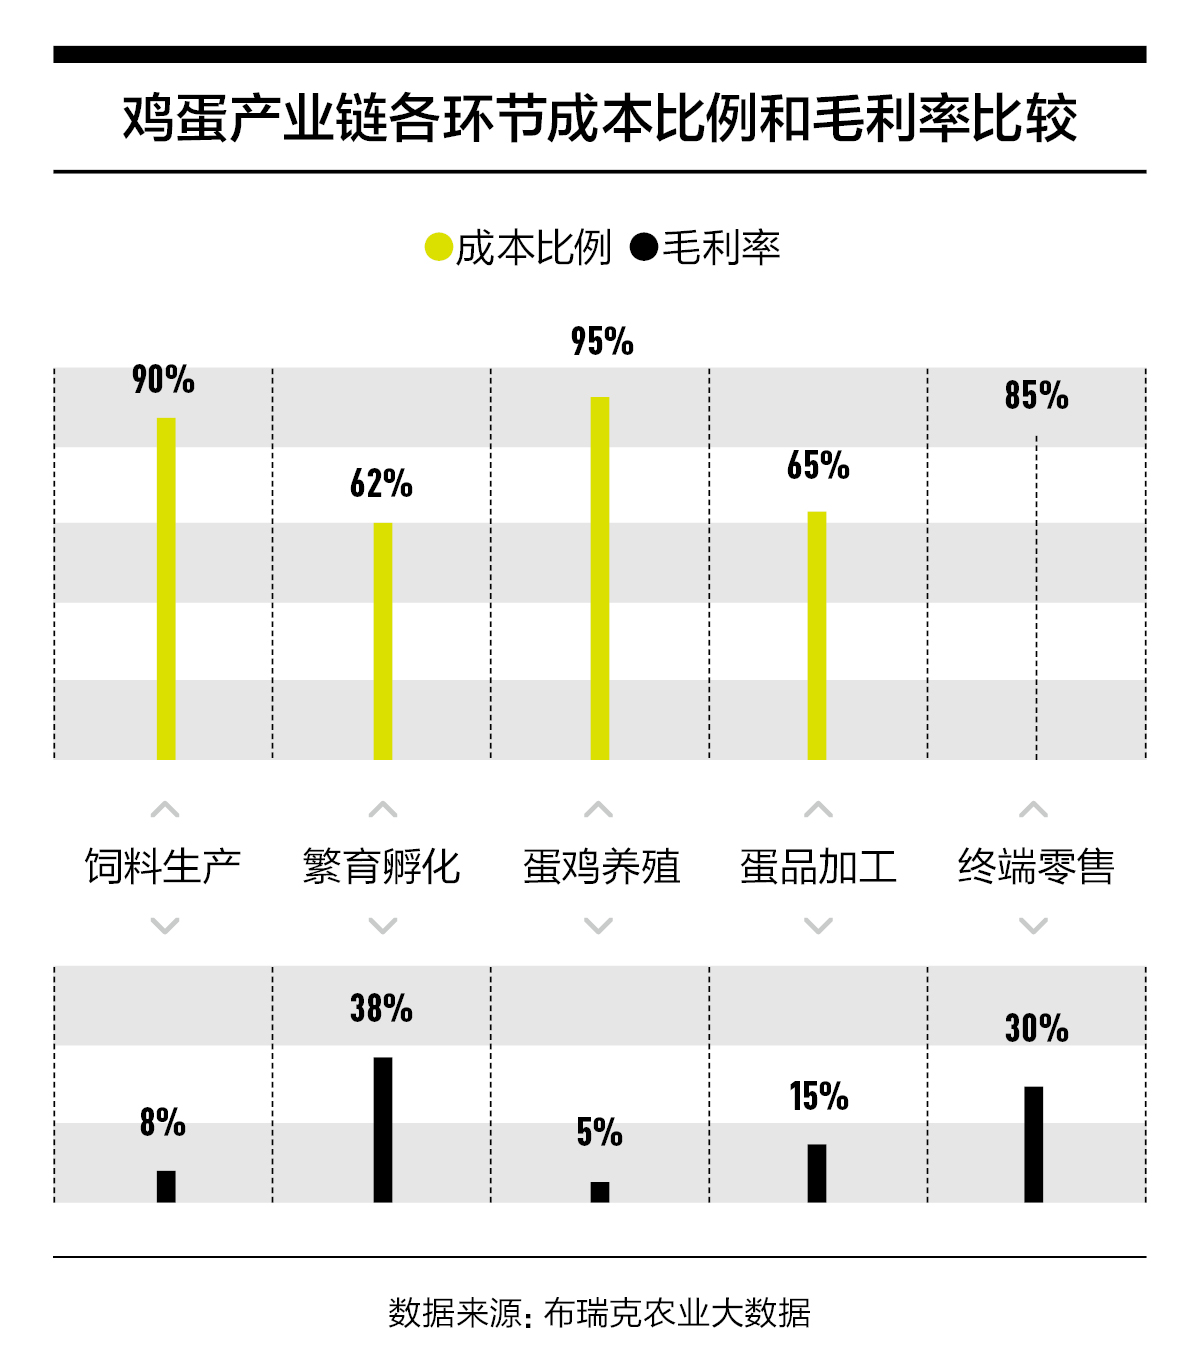 鸡蛋产业链各环节成本比例和毛利率比较
成本比例 毛利率
90% 62% 95% 65% 85%
饲料生产 繁育孵化 蛋鸡养殖 蛋品加工 终端零售
8% 38% 5% 15% 30%
数据来源：布瑞克农业大数据